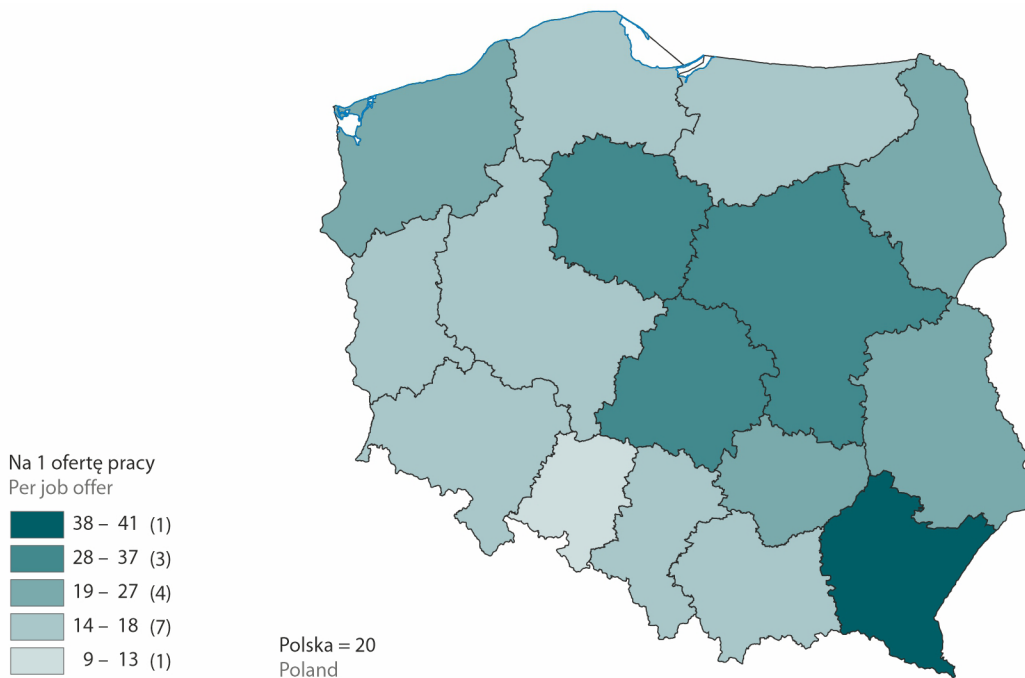 Na 1 ofertę pracy
Per job offer
38 – 41 (1)
28 – 37 (3)
19 – 27 (4)
14 – 18 (7)
9 – 13 (1)
Polska = 20
Poland